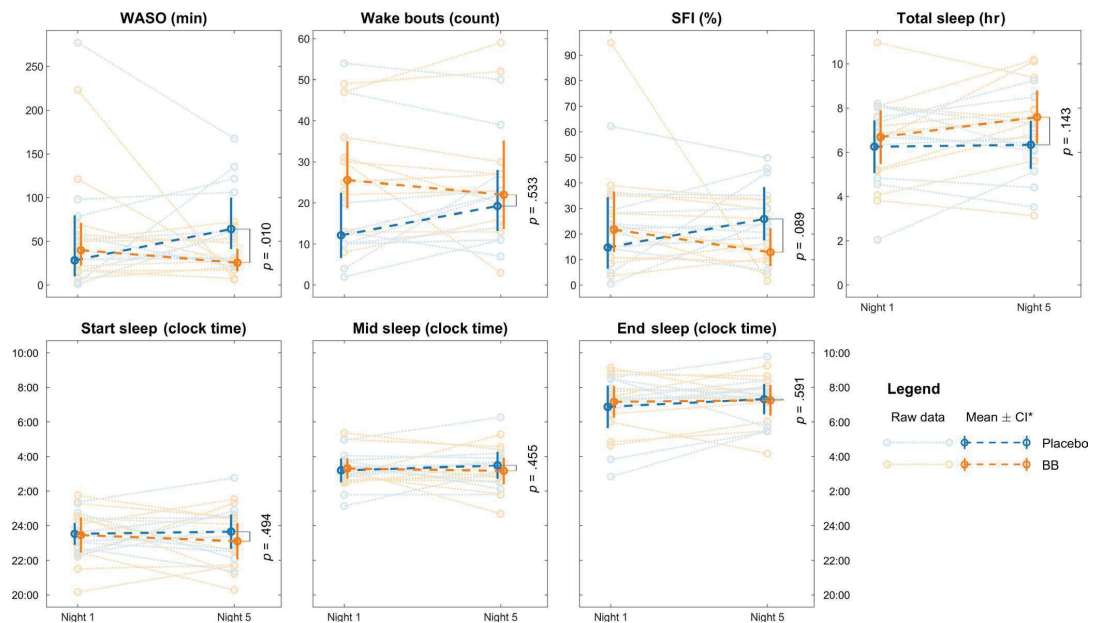 WASO (min)
Wake bouts (count)
SFI (%)
Total sleep (hr)
250
200
150
100
50
0
p = .010
60
50
40
30
20
10
0
p = .533
90
80
70
60
50
40
30
20
10
0
p = .089
10
8
6
4
2
0
p = .143
Night 1
Night 5
Start sleep (clock time)
Mid sleep (clock time)
End sleep (clock time)
10:00
8:00
6:00
4:00
2:00
24:00
22:00
20:00
p = .494
p = .455
p = .591
10:00
8:00
6:00
4:00
2:00
24:00
22:00
20:00
Night 1
Night 5
Night 1
Night 5
Night 1
Night 5
Legend
Raw data
Mean ± CI*
Placebo
BB